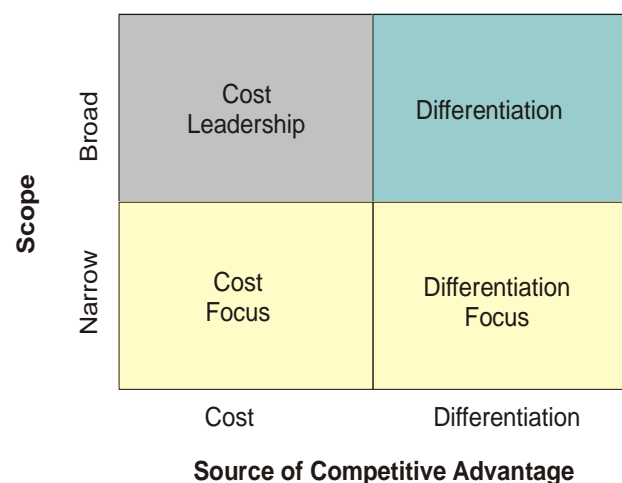 Scope
Broad
Narrow
Cost
Leadership
Differentiation
Cost
Focus
Differentiation
Focus
Cost
Differentiation
Source of Competitive Advantage